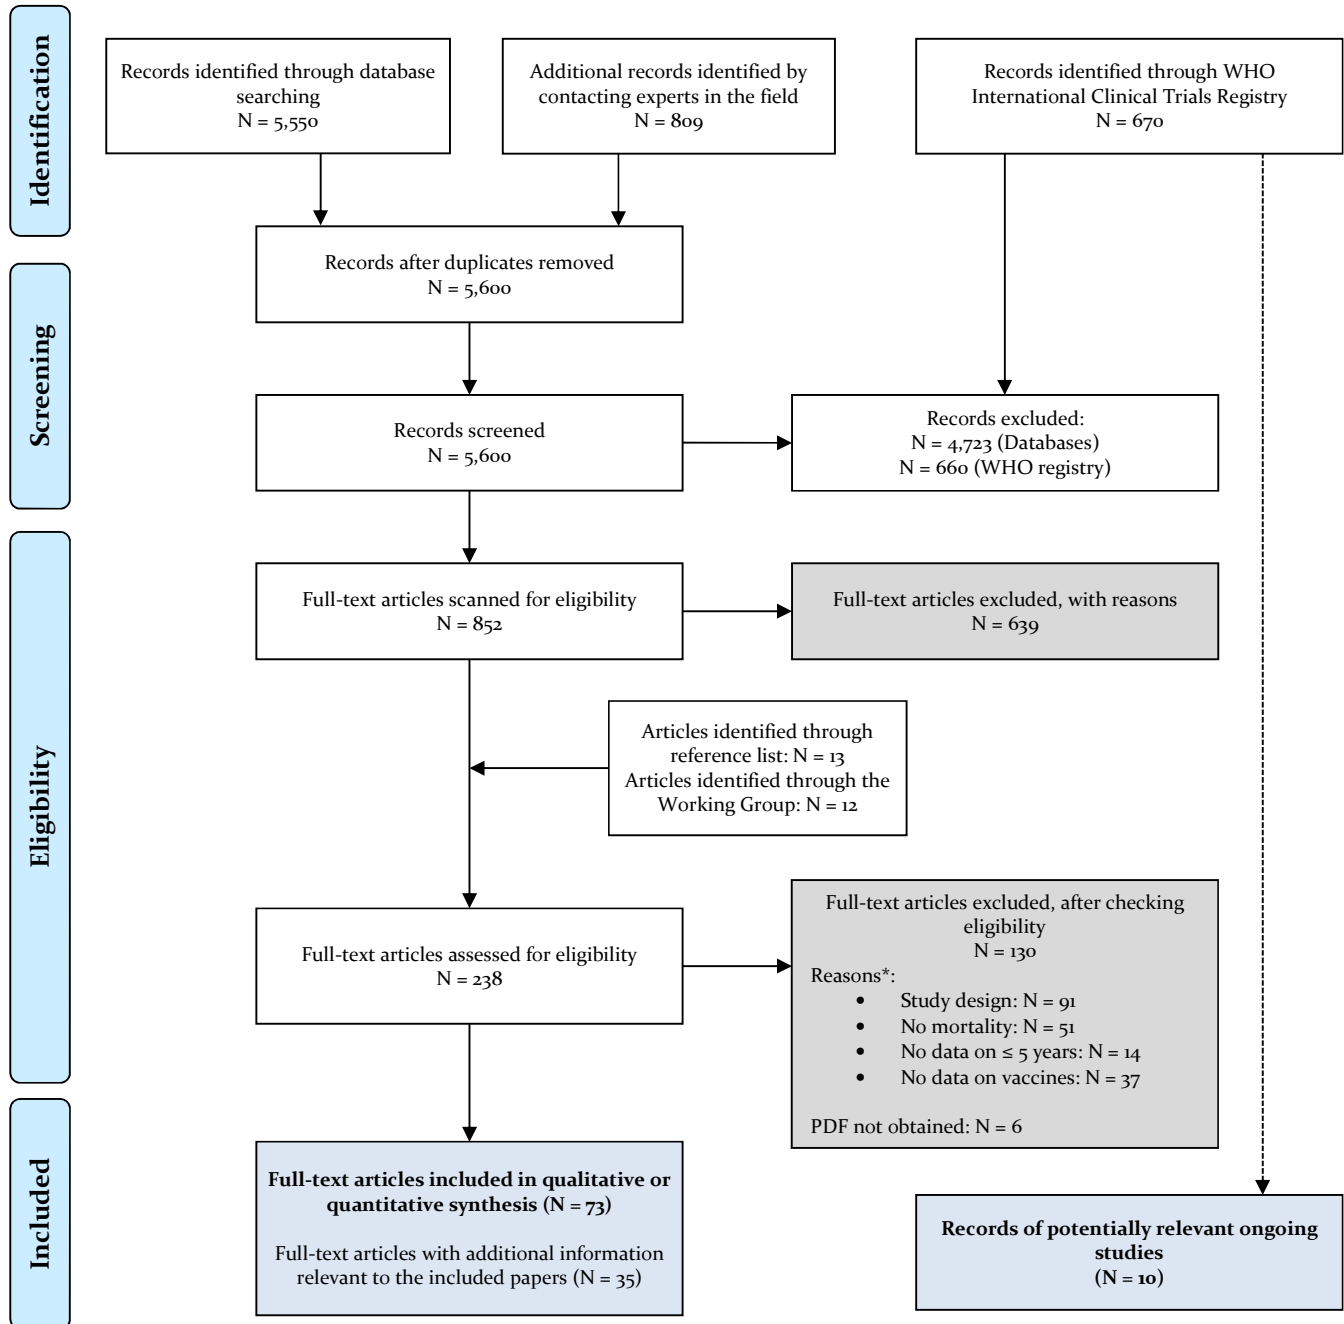 Identification
Records identified through database
searching
N = 5,550
Additional records identified by
contacting experts in the field
N = 809
Records identified through WHO
International Clinical Trials Registry
N = 670
Records after duplicates removed
N = 5,600
Screening
Records screened
N = 5,600
Records excluded:
N = 4,723 (Databases)
N = 660 (WHO registry)
Eligibility
Full-text articles scanned for eligibility
N = 852
Full-text articles excluded, with reasons
N = 639
Articles identified through
reference list: N = 13
Articles identified through the
Working Group: N = 12
Full-text articles assessed for eligibility
N = 238
Full-text articles excluded, after checking
eligibility
N = 130
Reasons*:
• Study design: N = 91
• No mortality: N = 51
• No data on ≤ 5 years: N = 14
• No data on vaccines: N = 37
PDF not obtained: N = 6
Included
Full-text articles included in qualitative or
quantitative synthesis (N = 73)
Full-text articles with additional information
relevant to the included papers (N = 35)
Records of potentially relevant ongoing
studies
(N = 10)